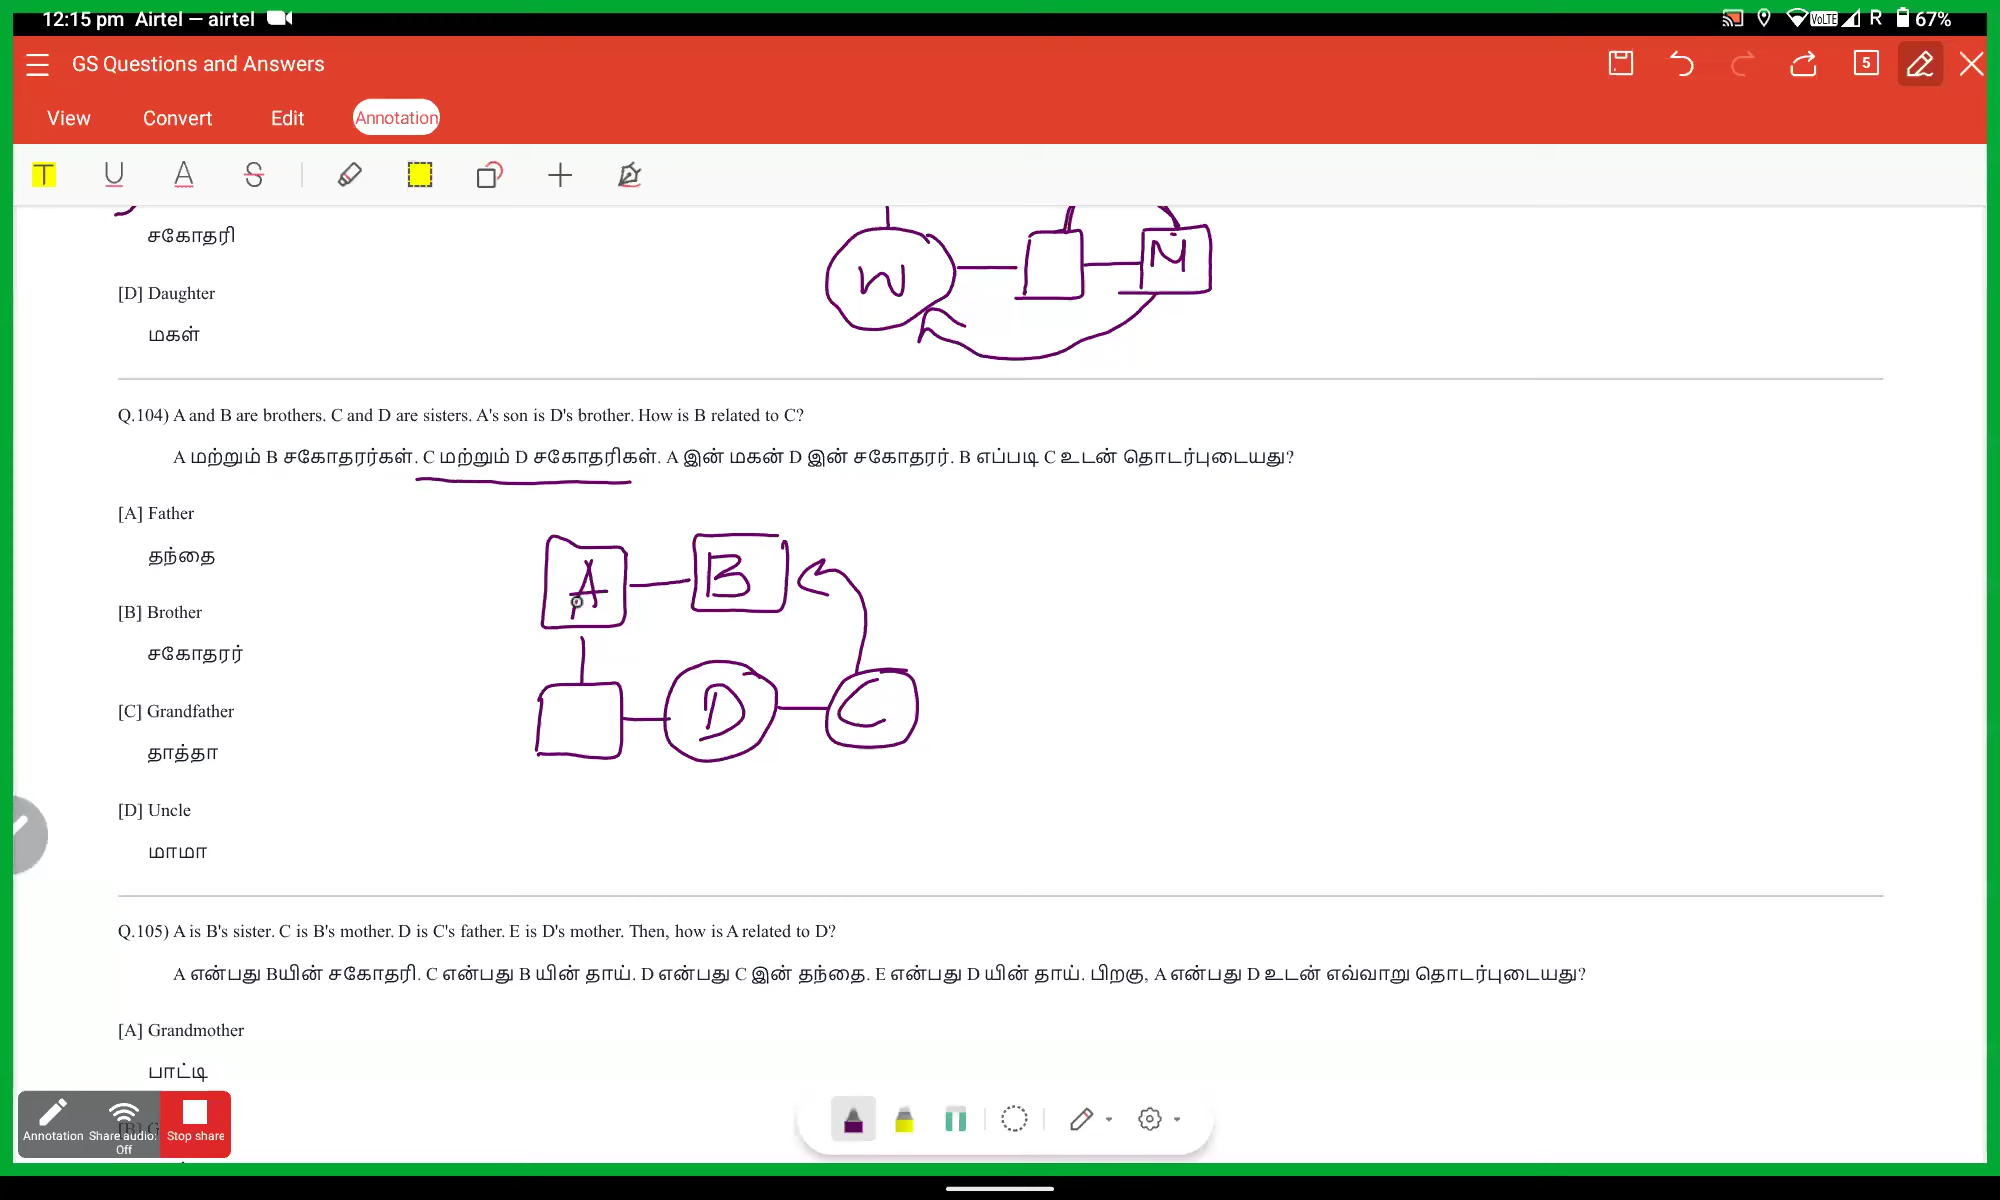 12:15 pm Airtel — airtel VoLTE R 67%
GS Questions and Answers 5
View Convert Edit Annotation
T U A S
சகோதரி
[D] Daughter
மகள்
W N
Q.104) A and B are brothers. C and D are sisters. A's son is D's brother. How is B related to C?
A மற்றும் B சகோதரர்கள். C மற்றும் D சகோதரிகள். A இன் மகன் D இன் சகோதரர். B எப்படி C உடன் தொடர்புடையது?
[A] Father
தந்தை
A B
[B] Brother
சகோதரர்
[C] Grandfather
D C
தாத்தா
[D] Uncle
மாமா
Q.105) A is B's sister. C is B's mother. D is C's father. E is D's mother. Then, how is A related to D?
A என்பது Bயின் சகோதரி. C என்பது B யின் தாய். D என்பது C இன் தந்தை. E என்பது D யின் தாய். பிறகு, A என்பது D உடன் எவ்வாறு தொடர்புடையது?
[A] Grandmother
பாட்டி
Annotation Share audio: Off Stop share